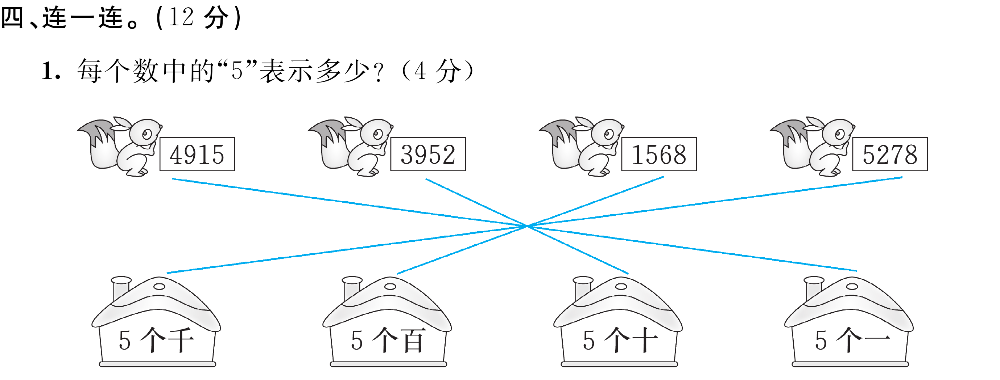 四、连一连。(12 分)
1. 每个数中的“5”表示多少？（4 分）
4915 3952 1568 5278
5 个千 5 个百 5 个十 5 个一